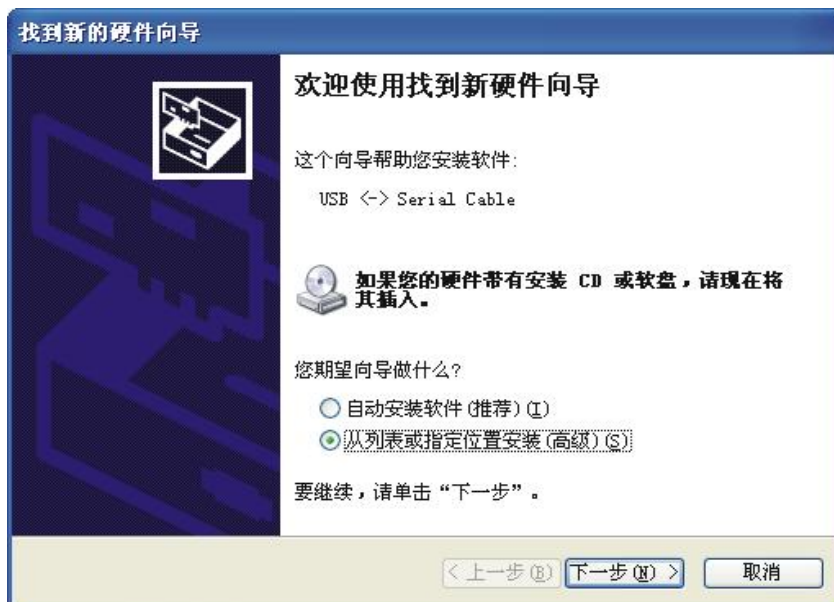 找到新的硬件向导
欢迎使用找到新硬件向导
这个向导帮助您安装软件:
USB <-> Serial Cable
如果您的硬件带有安装 CD 或软盘，请现在将
其插入。
您期望向导做什么?
自动安装软件(推荐)(I)
从列表或指定位置安装(高级)(S)
要继续，请单击“下一步”。
< 上一步(B) 下一步(N) > 取消